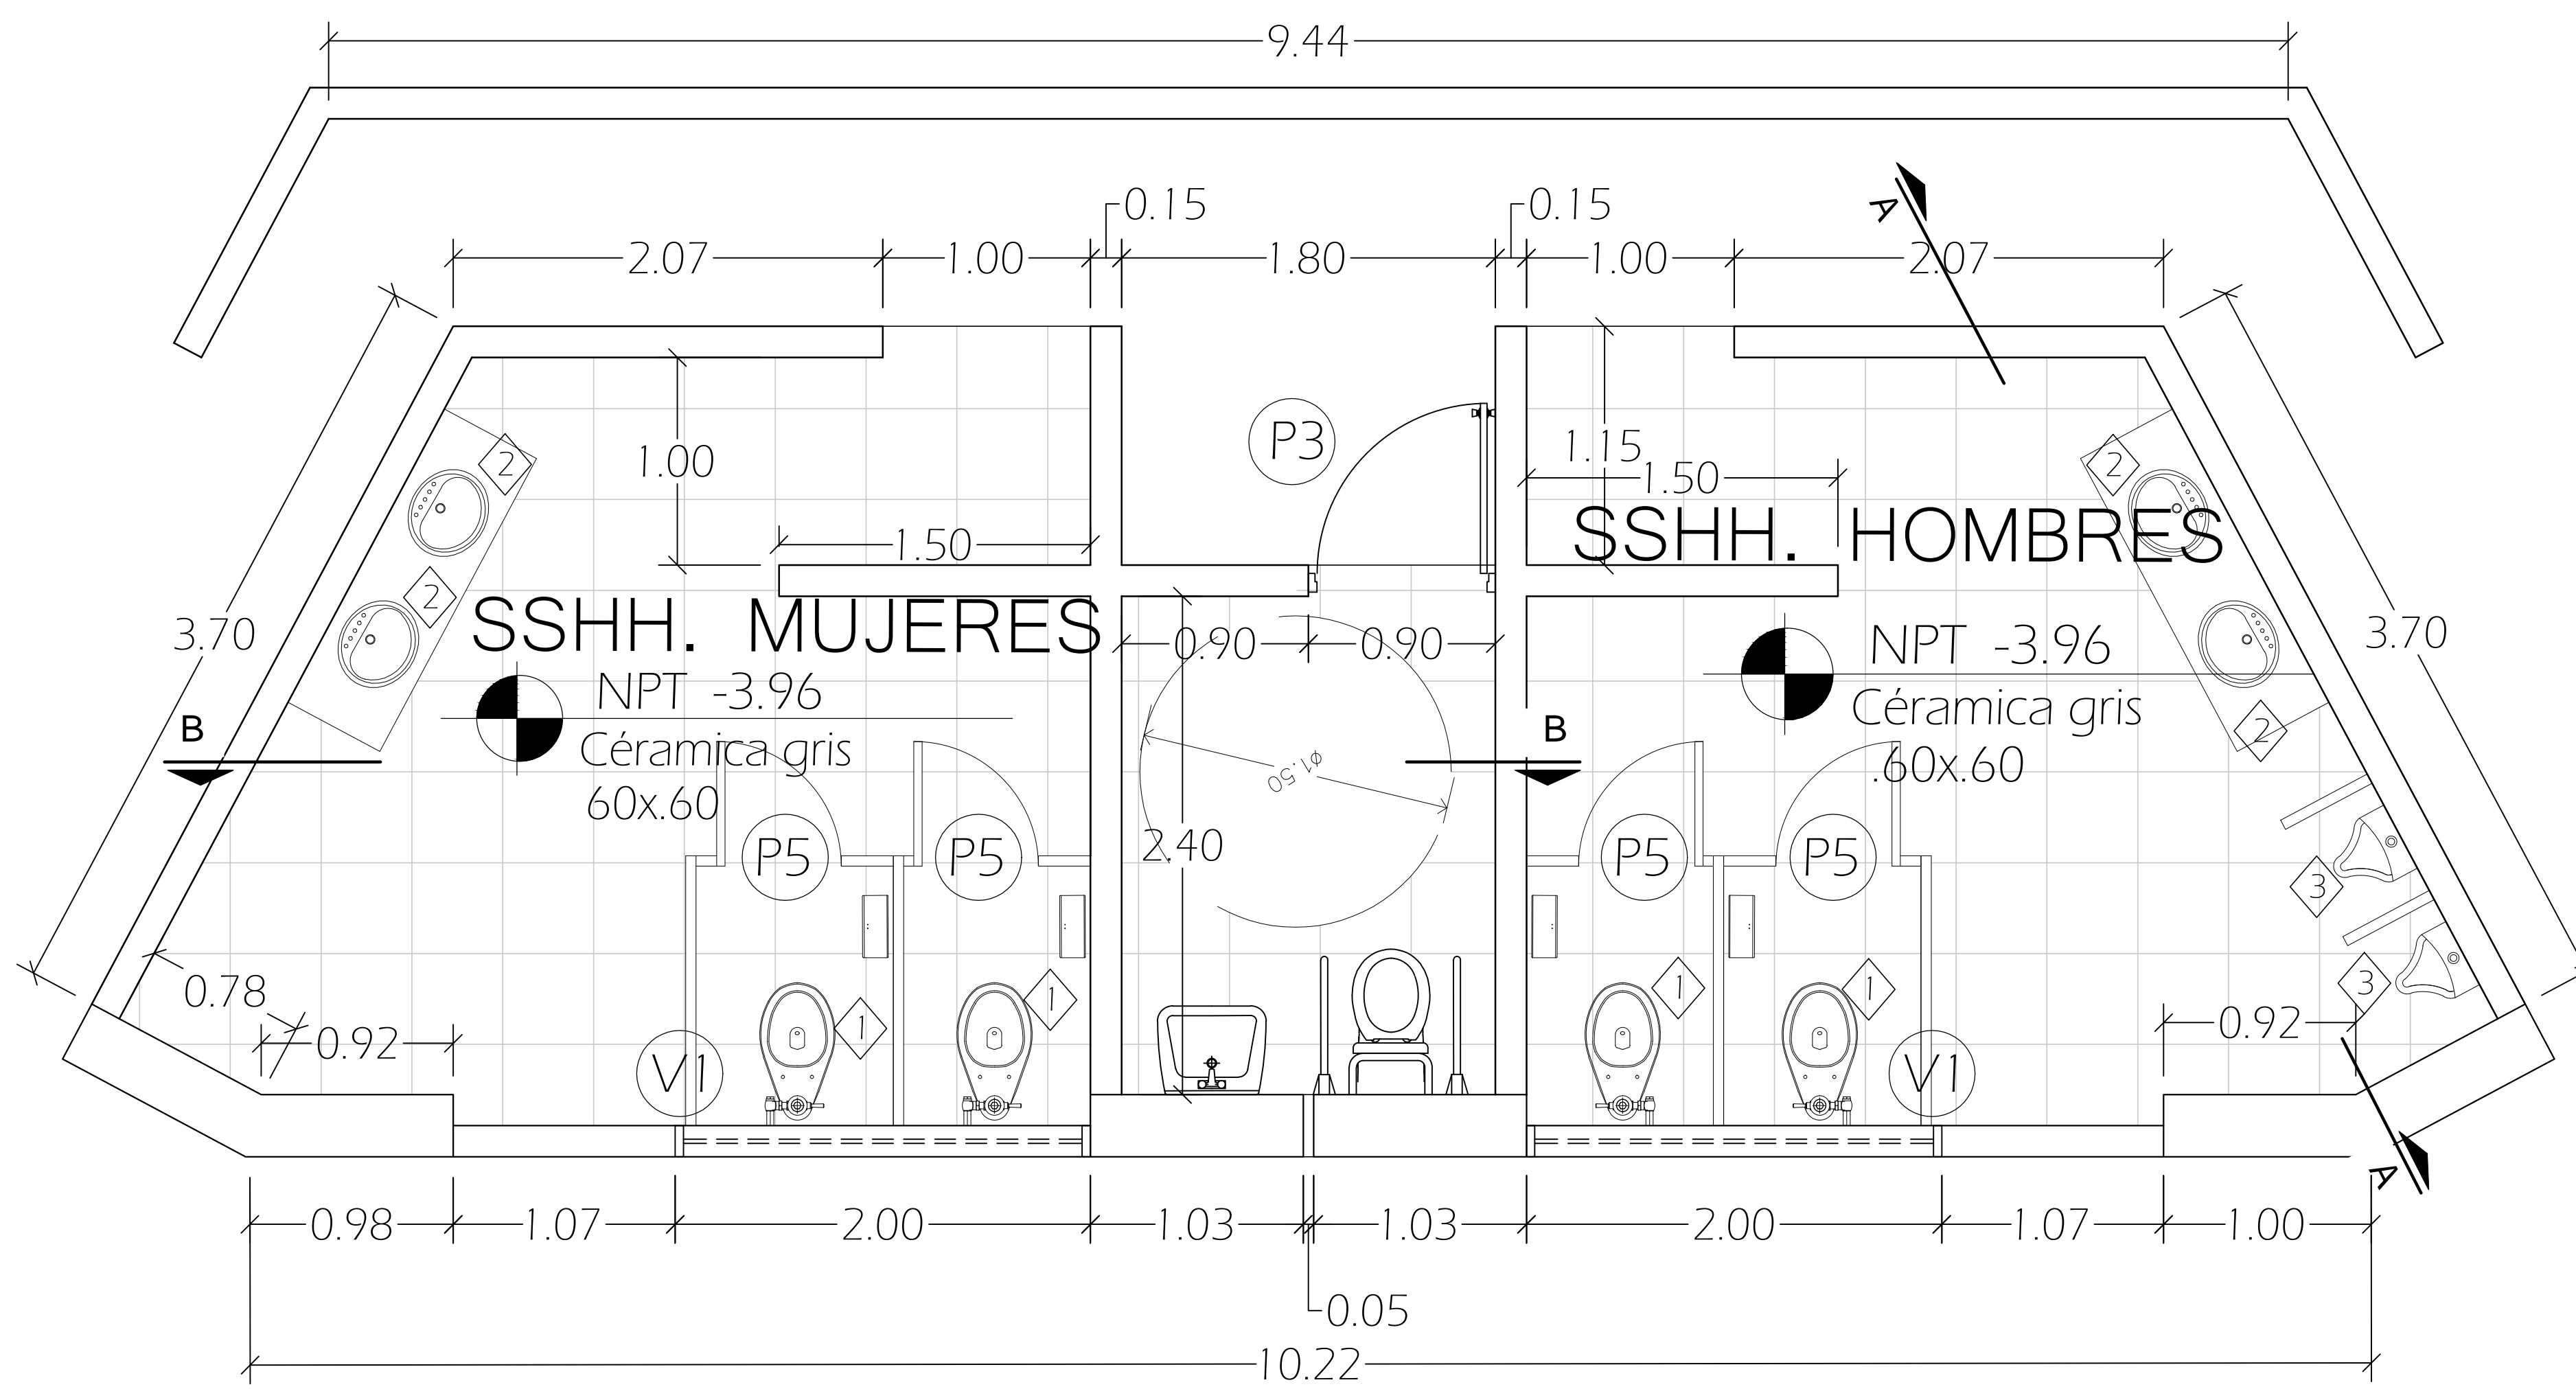 9.44
0.15
0.15
2.07
1.00
1.80
1.00
2.07
A
P3
1.00
1.15
1.50
1.50
2
2
2
2
SSHH. HOMBRES
SSHH. MUJERES
3.70
0.90
0.90
NPT -3.96
3.70
NPT -3.96
Céramica gris
.60x.60
B
B
Céramica gris
60x.60
ø1.50
2.40
P5
P5
P5
P5
3
3
0.78
0.92
1
1
1
1
0.92
V1
V1
A
0.98
1.07
2.00
1.03
1.03
2.00
1.07
1.00
0.05
10.22